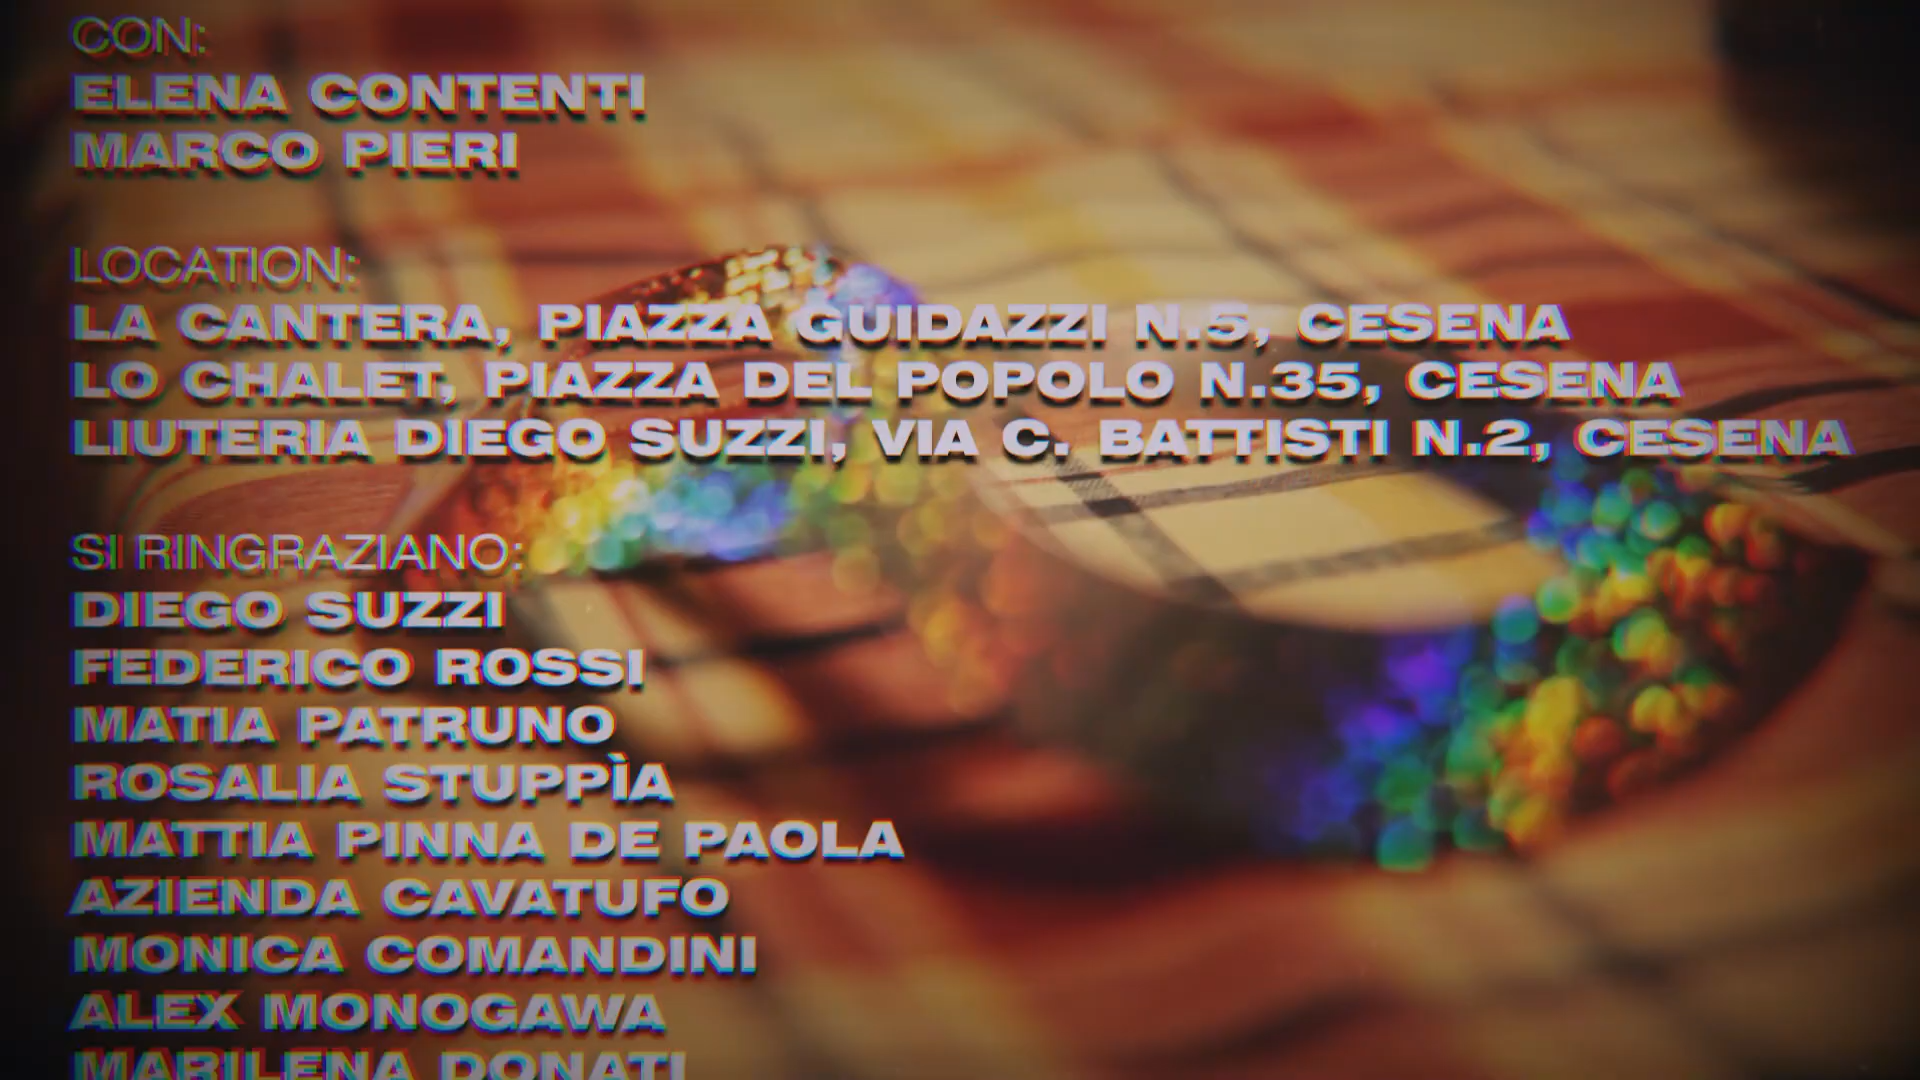 CON:
ELENA CONTENTI
MARCO PIERI
LOCATION:
LA CANTERA, PIAZZA GUIDAZZI N.5, CESENA
LO CHALET, PIAZZA DEL POPOLO N.35, CESENA
LIUTERIA DIEGO SUZZI, VIA C. BATTISTI N.2, CESENA
SI RINGRAZIANO:
DIEGO SUZZI
FEDERICO ROSSI
MATIA PATRUNO
ROSALIA STUPPÌA
MATTIA PINNA DE PAOLA
AZIENDA CAVATUFO
MONICA COMANDINI
ALEX MONOGAWA
MARILENA DONATI